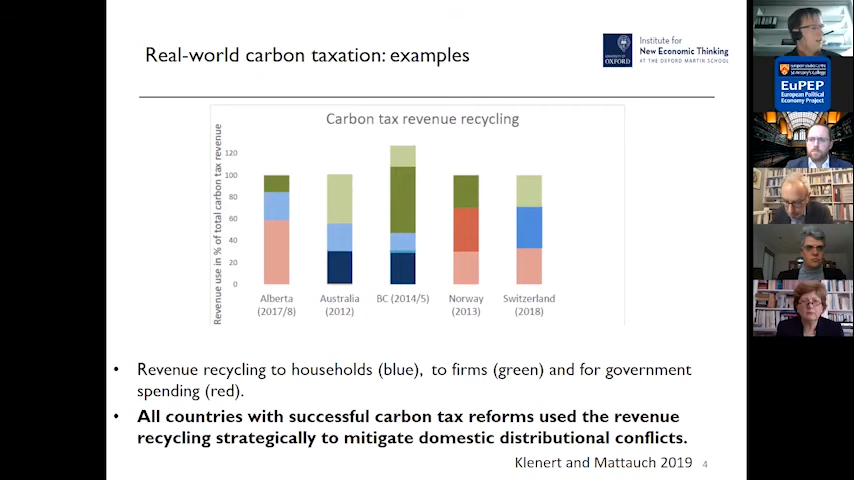 Real-world carbon taxation: examples
UNIVERSITY OF
OXFORD
Institute for
New Economic Thinking
AT THE OXFORD MARTIN SCHOOL
Carbon tax revenue recycling
Revenue use in % of total carbon tax revenue
120
100
80
60
40
20
0
Alberta
(2017/8)
Australia
(2012)
BC (2014/5)
Norway
(2013)
Switzerland
(2018)
• Revenue recycling to households (blue), to firms (green) and for government
spending (red).
• All countries with successful carbon tax reforms used the revenue
recycling strategically to mitigate domestic distributional conflicts.
Klenert and Mattauch 2019 4
EuPEP
European Political
Economy Project